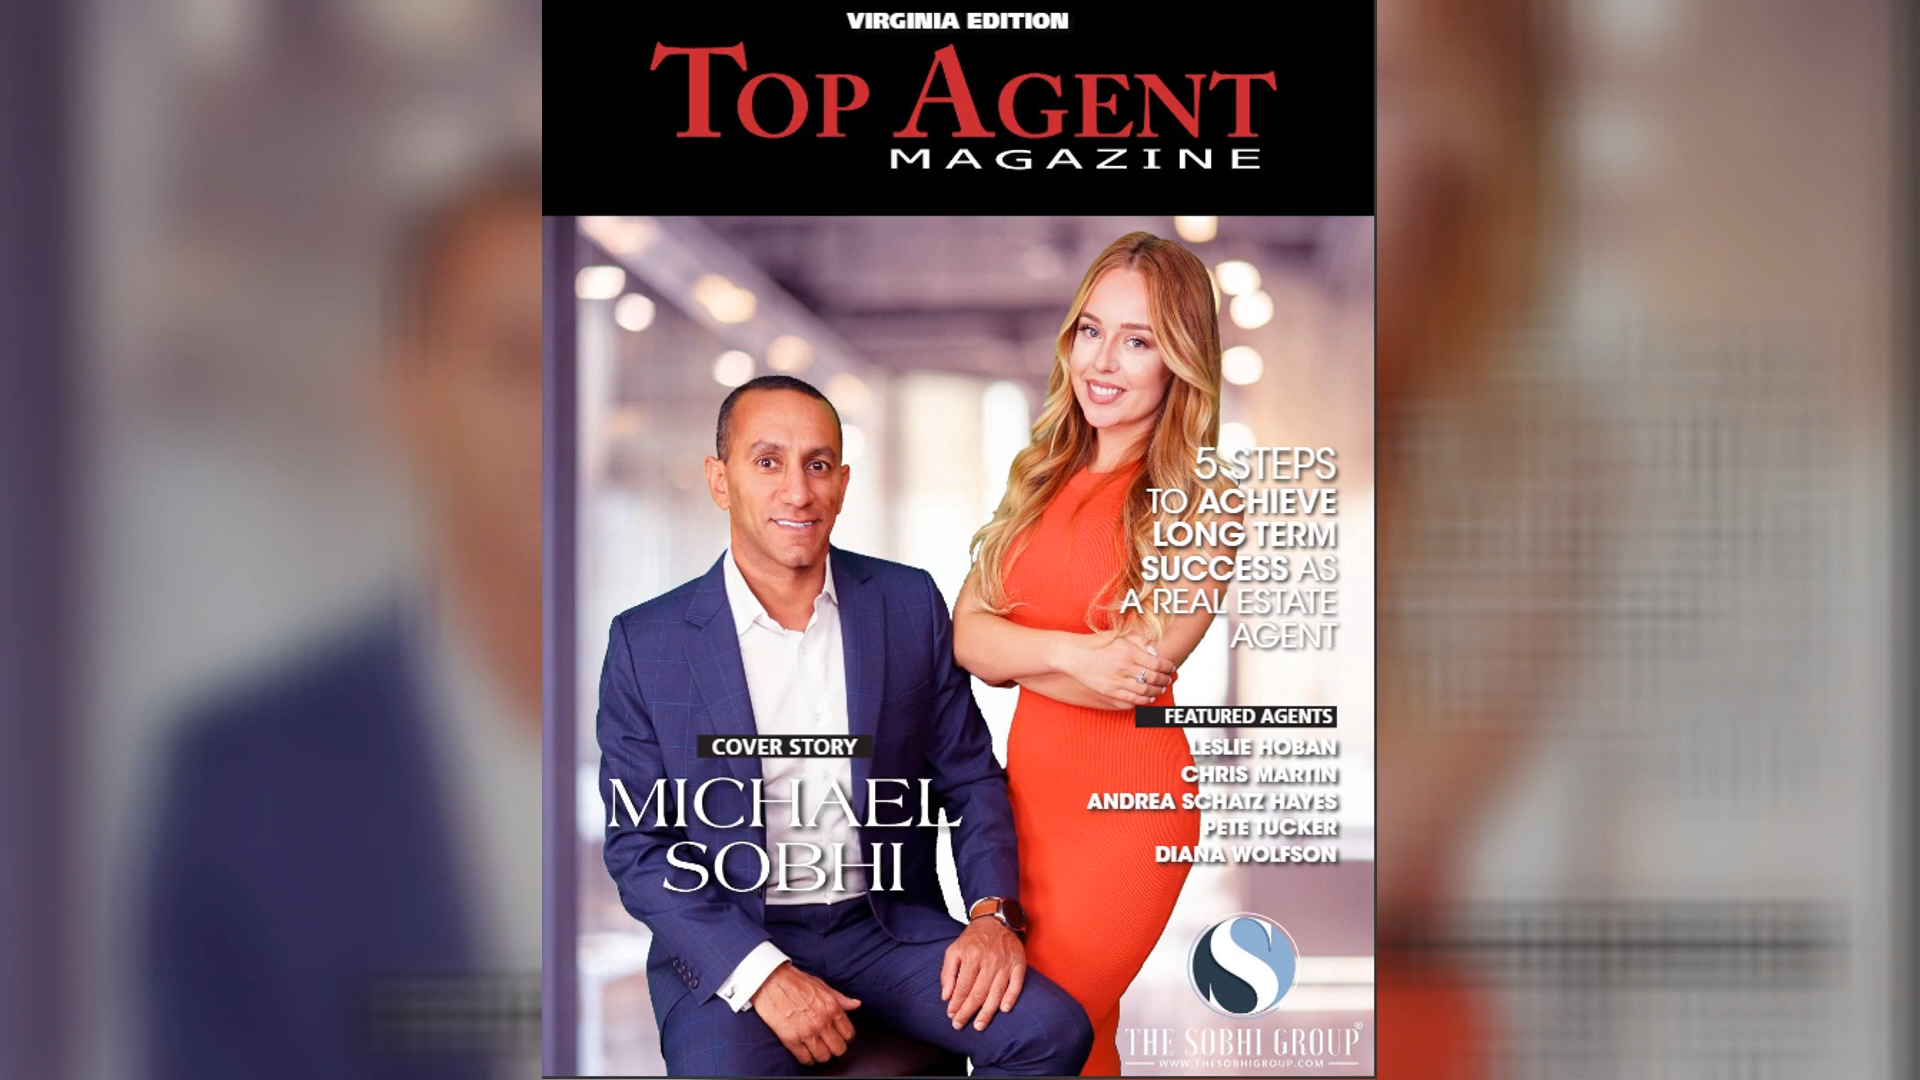 VIRGINIA EDITION
TOP AGENT
MAGAZINE
5 STEPS
TO ACHIEVE
LONG TERM
SUCCESS AS
A REAL ESTATE
AGENT
FEATURED AGENTS
LESLIE HOBAN
CHRIS MARTIN
ANDREA SCHATZ HAYES
PETE TUCKER
DIANA WOLFSON
COVER STORY
MICHAEL
SOBHI
S
THE SOBHI GROUP®
WWW.THESOBHIGROUP.COM